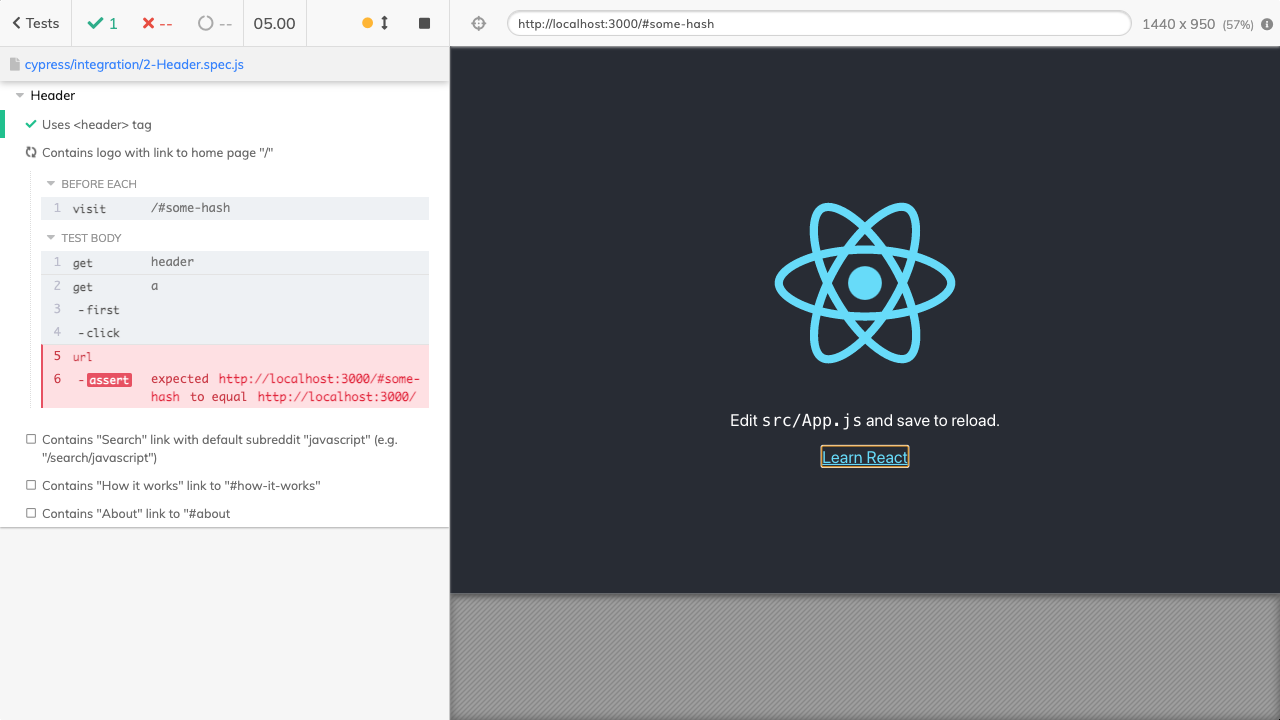 Tests 1 -- -- 05.00
http://localhost:3000/#some-hash 1440 x 950 (57%)
cypress/integration/2-Header.spec.js
Header
Uses <header> tag
Contains logo with link to home page "/"
BEFORE EACH
1 visit /#some-hash
TEST BODY
1 get header
2 get a
3 -first
4 -click
5 url
6 -assert expected http://localhost:3000/#some-
hash to equal http://localhost:3000/
Contains "Search" link with default subreddit "javascript" (e.g.
"/search/javascript")
Contains "How it works" link to "#how-it-works"
Contains "About" link to "#about
Edit src/App.js and save to reload.
Learn React